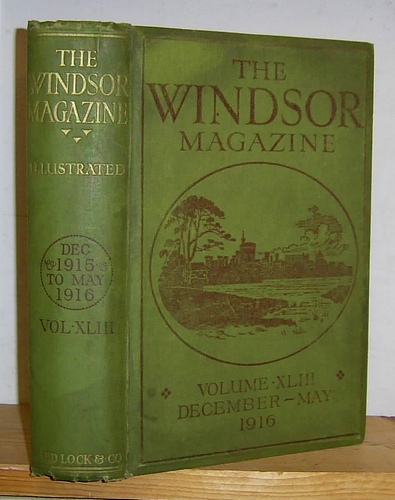 THE
WINDSOR
MAGAZINE
ILLUSTRATED
DEC
1915
TO MAY
1916
VOL·XLIII
LOCK & CO
THE
WINDSOR
MAGAZINE
VOLUME·XLIII
DECEMBER–MAY
1916